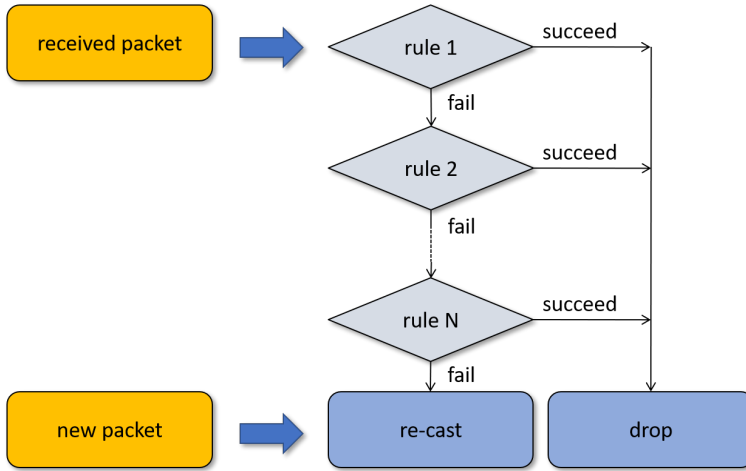 received packet
rule 1
succeed
fail
rule 2
succeed
fail
rule N
succeed
fail
new packet
re-cast
drop